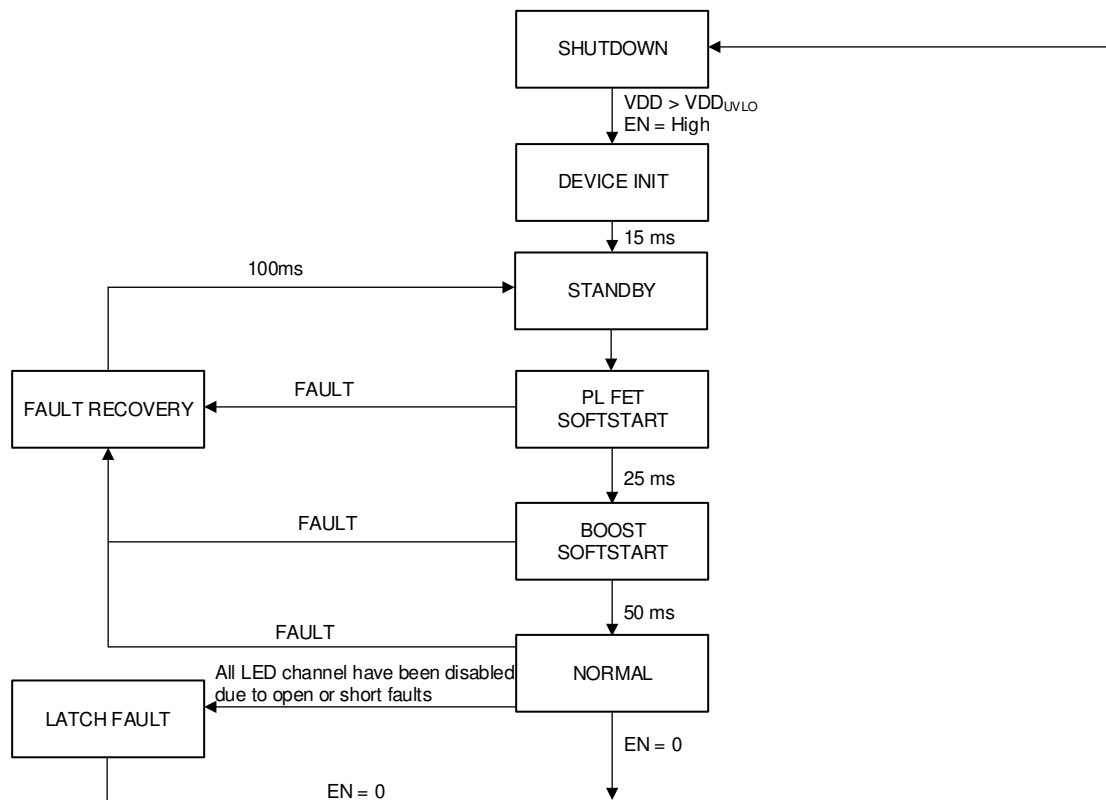 SHUTDOWN
VDD > VDDUVLO
EN = High
DEVICE INIT
15 ms
100ms
STANDBY
FAULT RECOVERY
FAULT
PL FET
SOFTSTART
25 ms
FAULT
BOOST
SOFTSTART
50 ms
FAULT
NORMAL
All LED channel have been disabled
due to open or short faults
LATCH FAULT
EN = 0
EN = 0